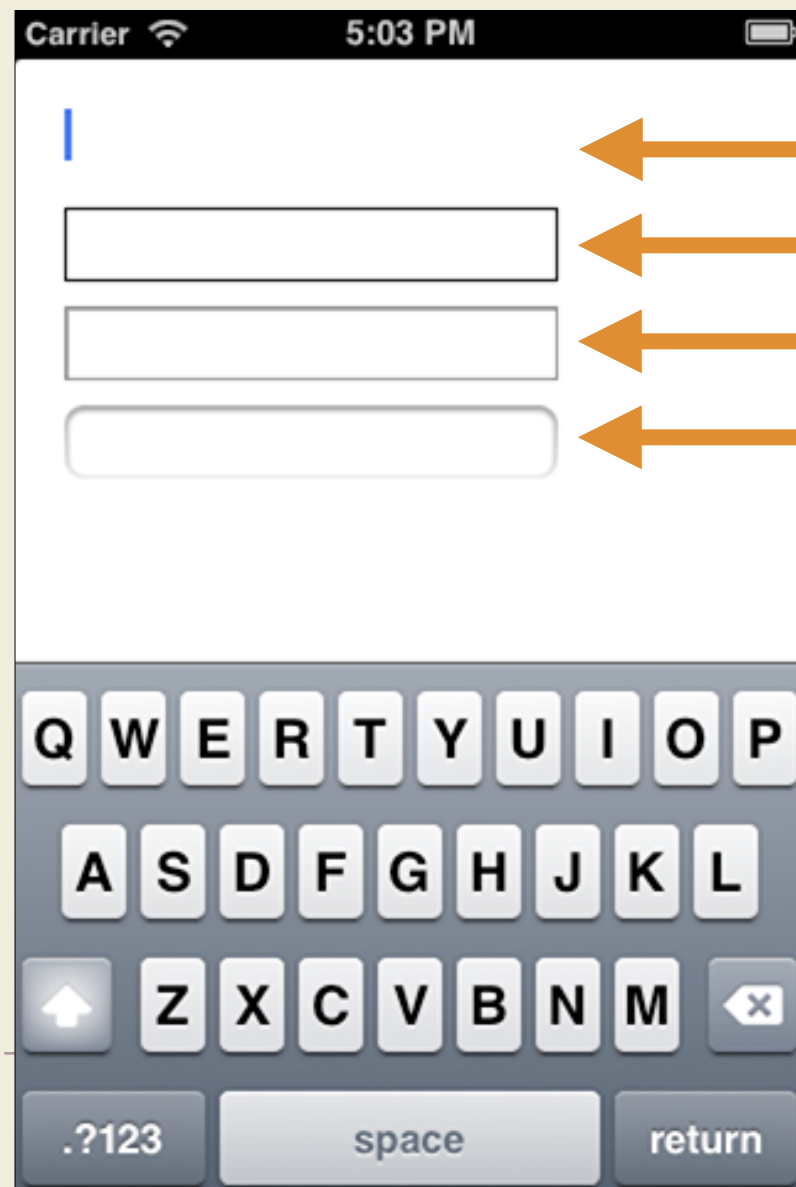 Carrier 5:03 PM
Q W E R T Y U I O P
A S D F G H J K L
Z X C V B N M
.?123 space return